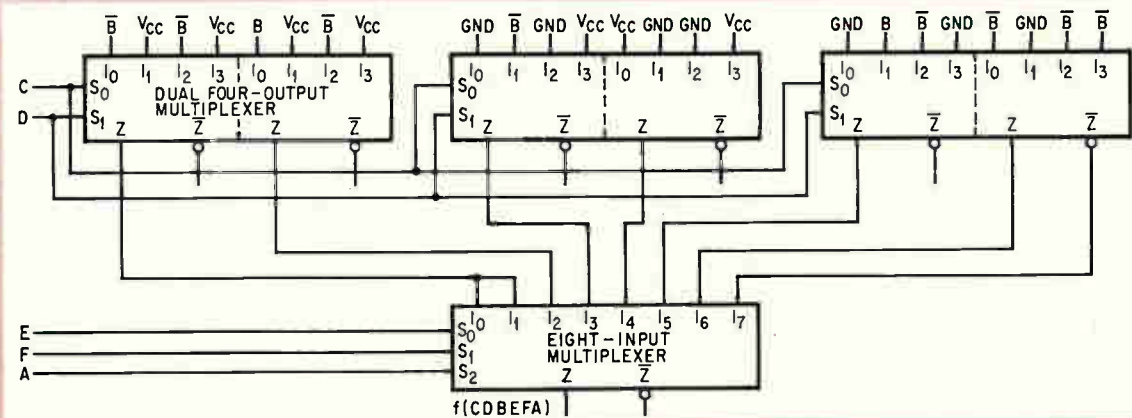 B̅ VCC B̅ VCC B VCC B̅ VCC GND B̅ GND VCC VCC GND GND VCC GND B B̅ GND B̅ GND B̅ B̅
I0 I1 I2 I3 I0 I1 I2 I3 I0 I1 I2 I3 I0 I1 I2 I3 I0 I1 I2 I3 I0 I1 I2 I3
C S0 DUAL FOUR-OUTPUT S0 S0
MULTIPLEXER
D S1 S1 S1
Z Z̅ Z Z̅ Z Z̅ Z Z̅ Z Z̅ Z Z̅
I0 I1 I2 I3 I4 I5 I6 I7
E S0 EIGHT-INPUT
F S1 MULTIPLEXER
A S2 Z Z̅
f(CDBEFA)